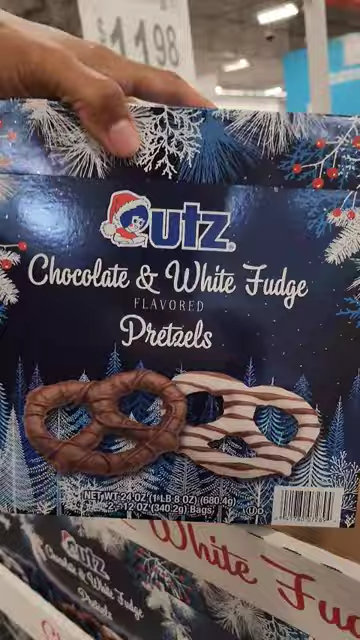 $11.98
utz.
Chocolate & White Fudge
FLAVORED
Pretzels
NET WT 24 OZ (1 LB 8 OZ) (680.4g)
2 - 12 OZ (340.2g) Bags
White Fu
utz
Chocolate & White Fudge
Pretzels